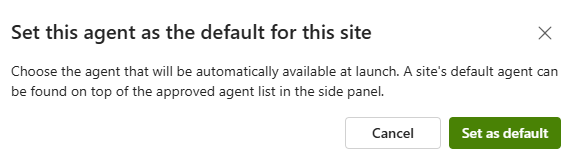 Set this agent as the default for this site
Choose the agent that will be automatically available at launch. A site's default agent can
be found on top of the approved agent list in the side panel.
Cancel
Set as default